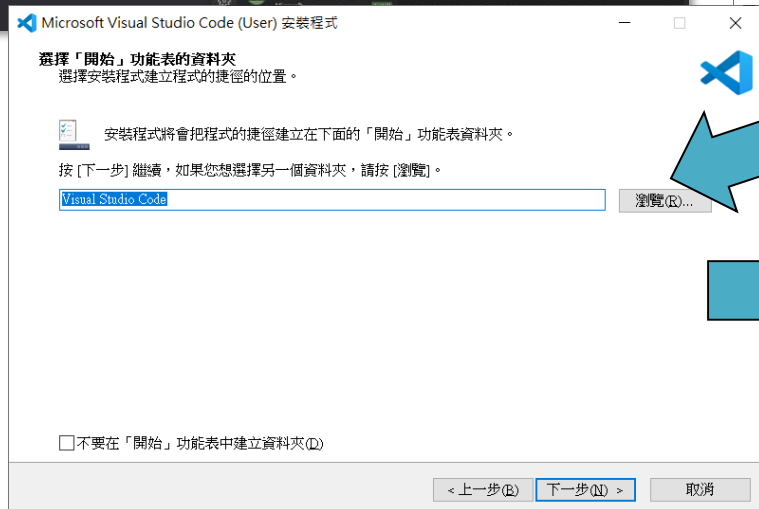 Microsoft Visual Studio Code (User) 安裝程式
選擇「開始」功能表的資料夾
選擇安裝程式建立程式的捷徑的位置。
安裝程式將會把程式的捷徑建立在下面的「開始」功能表資料夾。
按 [下一步] 繼續，如果您想選擇另一個資料夾，請按 [瀏覽]。
Visual Studio Code
瀏覽(R)...
不要在「開始」功能表中建立資料夾(D)
< 上一步(B)
下一步(N) >
取消